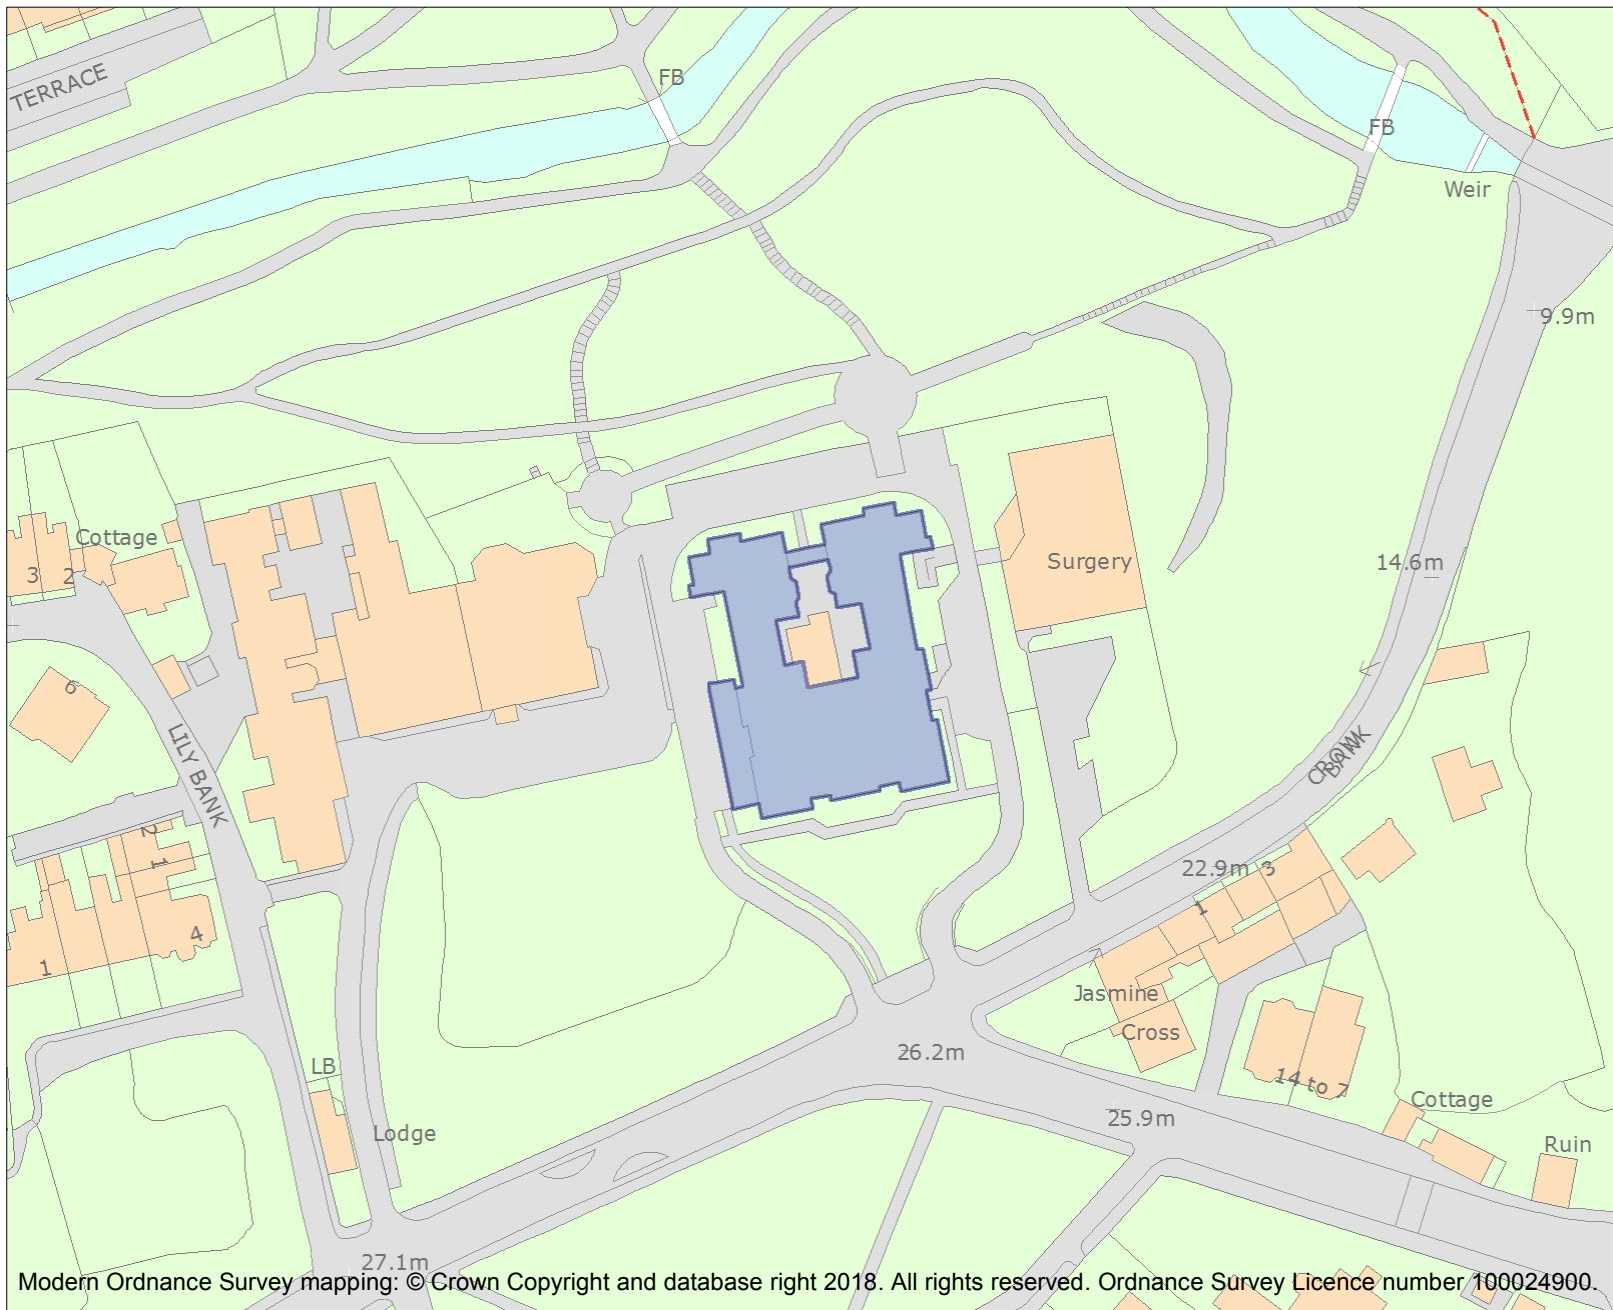 TERRACE
FB
FB
Weir
9.9m
Cottage
3
2
Surgery
14.6m
6
LILY BANK
CROW
BANK
2
1
4
1
22.9m
3
1
Jasmine
Cross
26.2m
LB
Lodge
14 to 7
25.9m
Cottage
Ruin
27.1m
Modern Ordnance Survey mapping: © Crown Copyright and database right 2018. All rights reserved. Ordnance Survey Licence number 100024900.